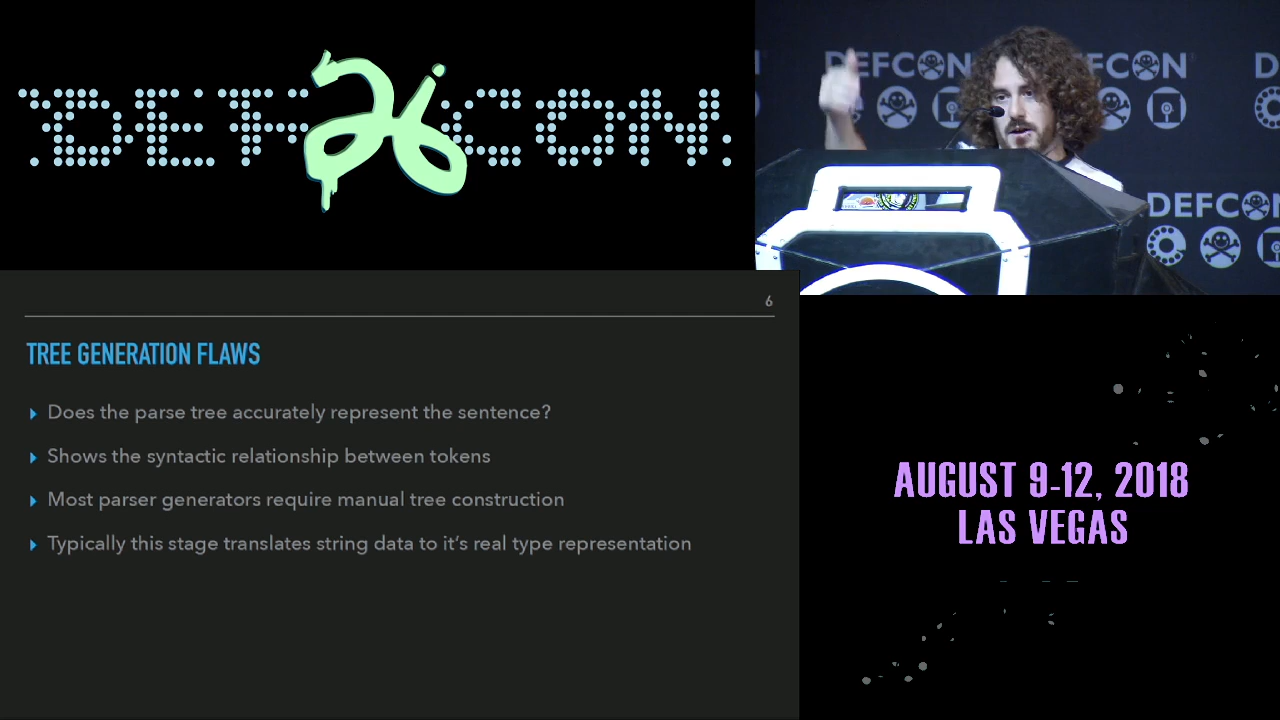 DEF 26 CON
DEFCON
DEFCON
DEFCON
6
TREE GENERATION FLAWS
Does the parse tree accurately represent the sentence?
Shows the syntactic relationship between tokens
Most parser generators require manual tree construction
Typically this stage translates string data to it's real type representation
AUGUST 9-12, 2018
LAS VEGAS